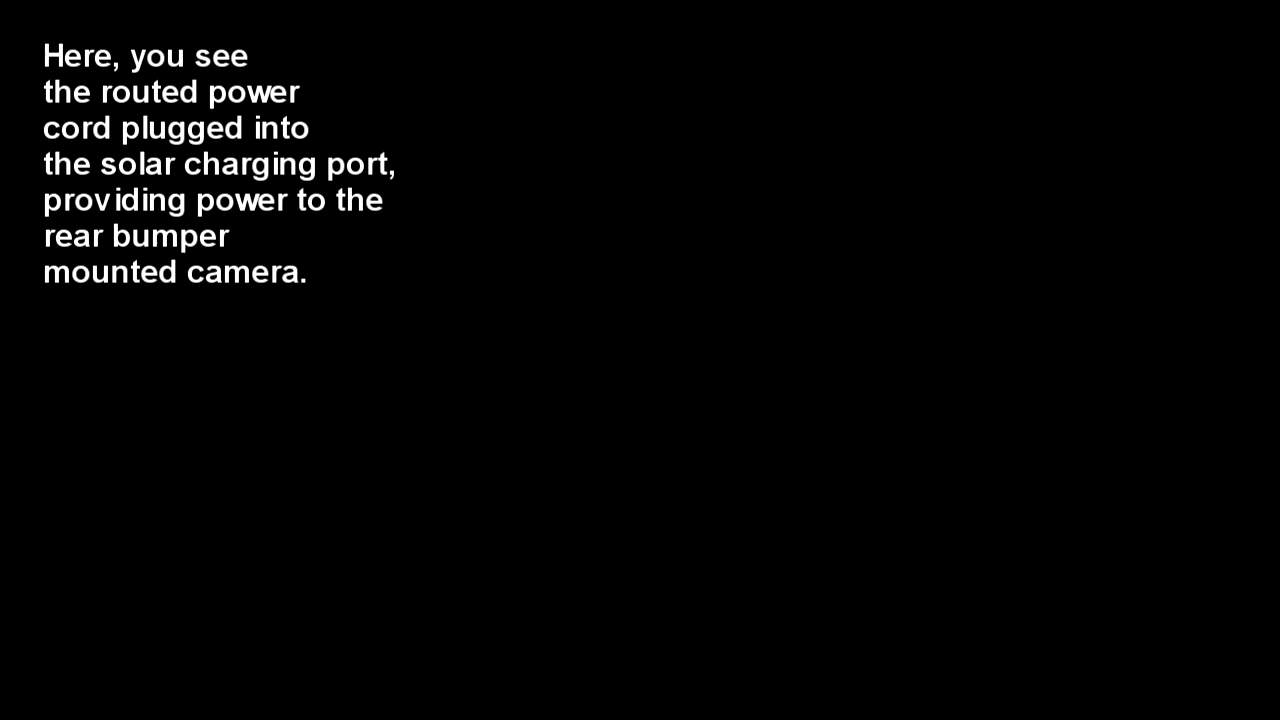 Here, you see
the routed power
cord plugged into
the solar charging port,
providing power to the
rear bumper
mounted camera.